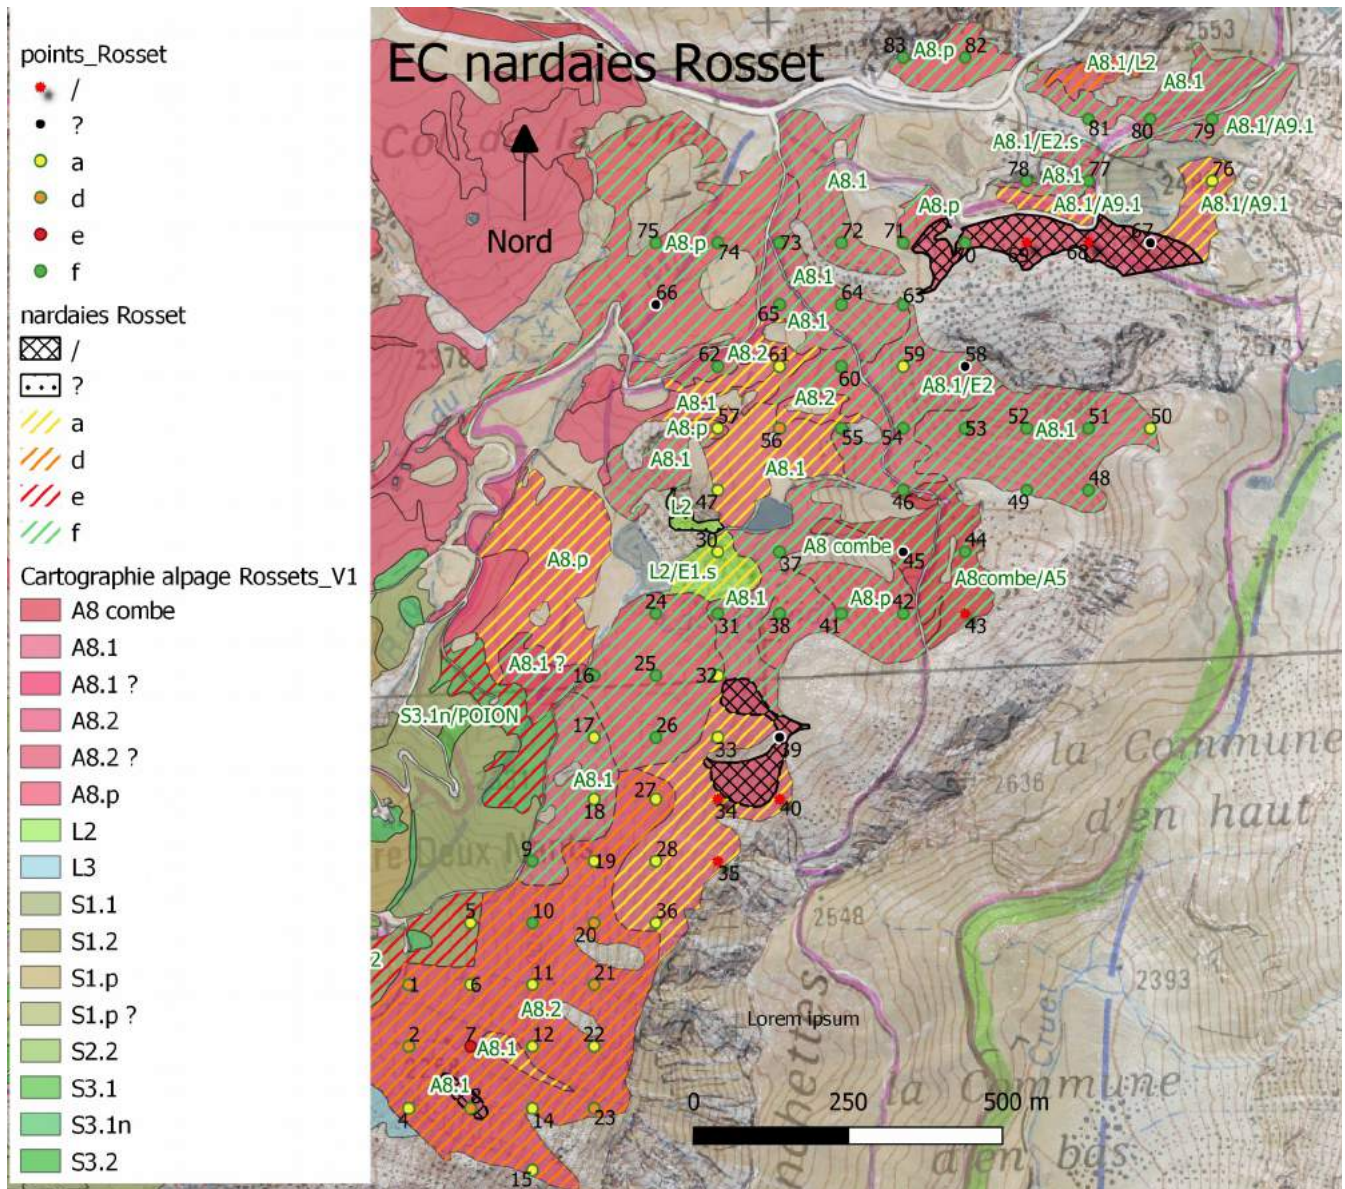 points_Rosset
/
?
a
d
e
f
nardaies Rosset
/
?
a
d
e
f
Cartographie alpage Rossets_V1
A8 combe
A8.1
A8.1 ?
A8.2
A8.2 ?
A8.p
L2
L3
S1.1
S1.2
S1.p
S1.p ?
S2.2
S3.1
S3.1n
S3.2
EC nardaies Rosset
Nord
83 82
A8.p
2553
A8.1/L2
A8.1
81 80 79
A8.1/A9.1
A8.1/E2.s
78 77 76
A8.1
A8.1
A8.1/A9.1
A8.1/A9.1
A8.p
75 74 73 72 71 70 69 68 67
A8.p
A8.1
66 65 64 63
A8.1
2378
62 61 60 59 58
A8.2
A8.1/E2
A8.1
A8.2
57 56 55 54 53 52 51 50
A8.p
A8.1
A8.1
A8.1
47 46 49 48
L2
30 37 45 44
A8 combe
A8.p
L2/E1.s
A8combe/A5
A8.1
A8.p
24 31 38 41 42 43
A8.1 ?
16 25 32
S3.1n/POION
17 26 33 39
la Commune
d'en haut
2636
A8.1
18 27 34 40
Deux
9 19 28 35
5 10 20 36
2548
2
1 6 11 21
2393
A8.2
Lorem ipsum
2 7 12 22
A8.1
Cruet
A8.1
4 8 14 23
la Commune
d'en bas
0 250 500 m
15